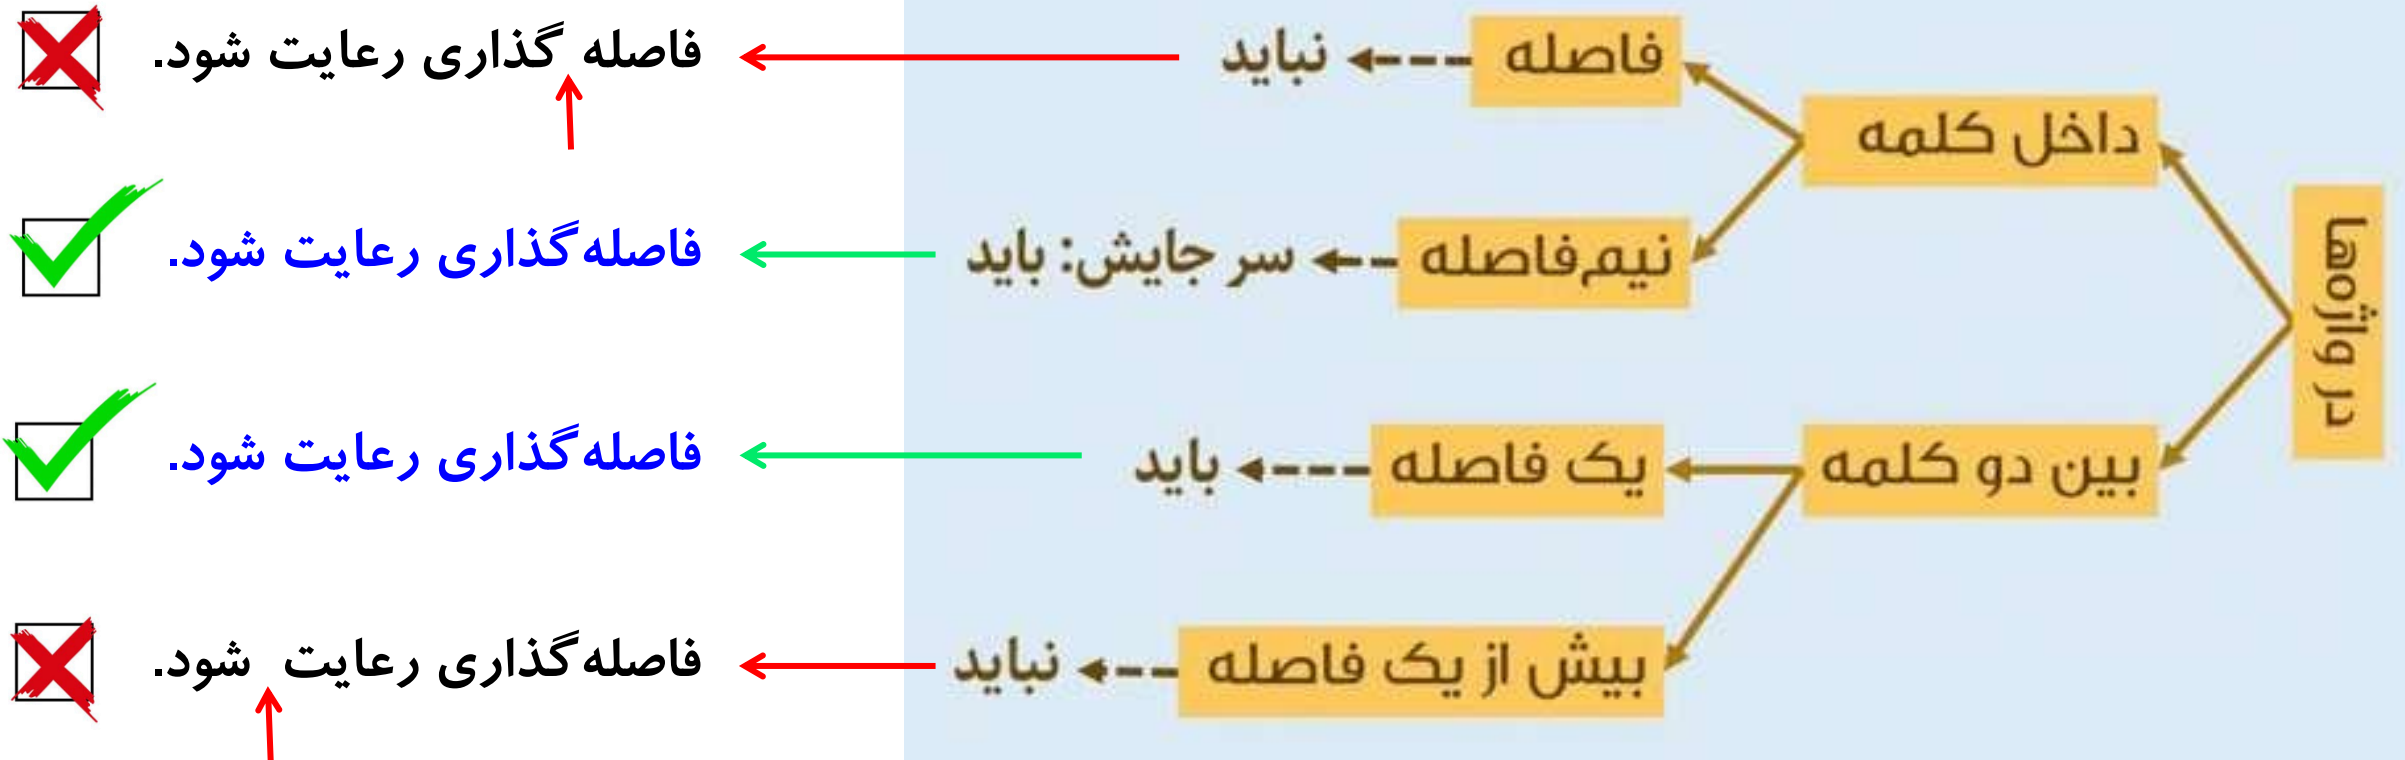 در واژه‌ها
داخل کلمه
فاصله
نباید
فاصله گذاری رعایت شود.
نیم‌فاصله
سر جایش: باید
فاصله‌گذاری رعایت شود.
بین دو کلمه
یک فاصله
باید
فاصله‌گذاری رعایت شود.
بیش از یک فاصله
نباید
فاصله‌گذاری رعایت  شود.